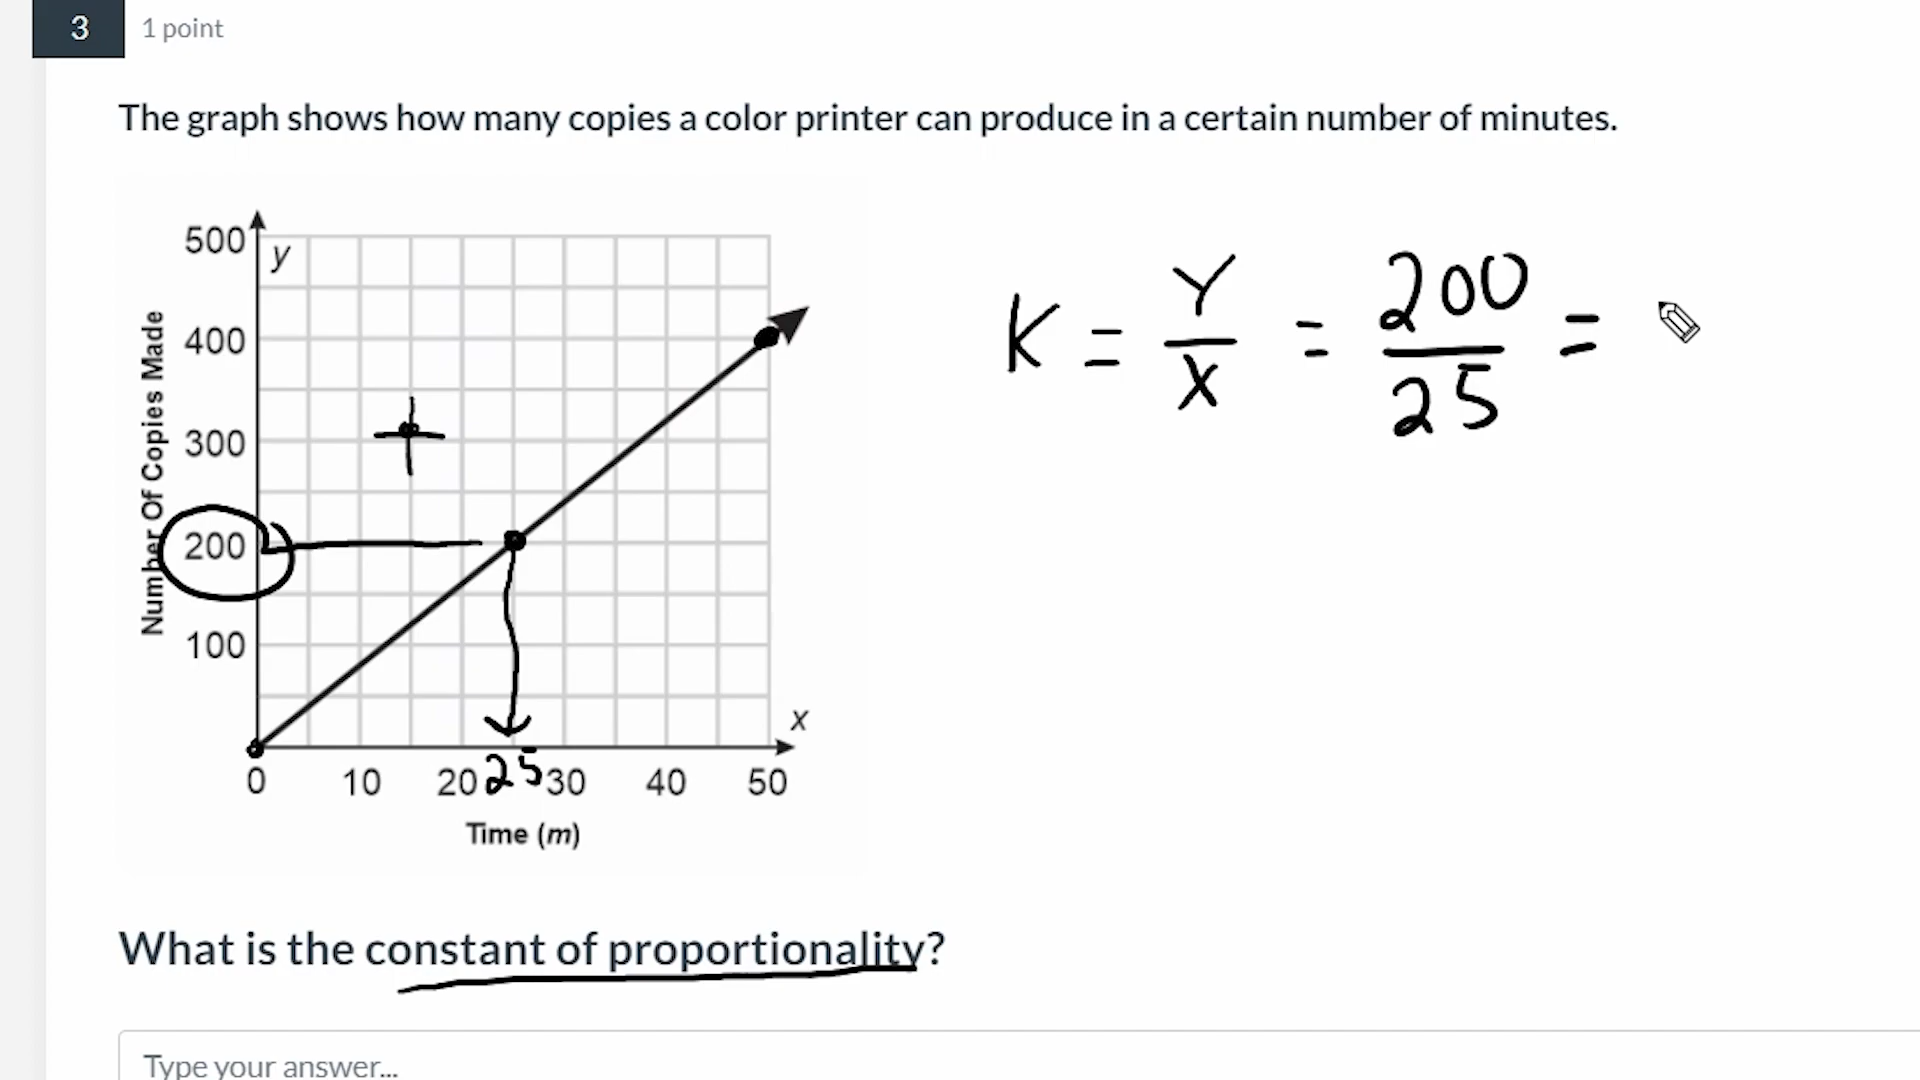 3 1 point
The graph shows how many copies a color printer can produce in a certain number of minutes.
y
500
400
300
200
100
Number Of Copies Made
x
0 10 20 25 30 40 50
Time (m)
K = Y/X = 200/25 =
What is the constant of proportionality?
Type your answer...